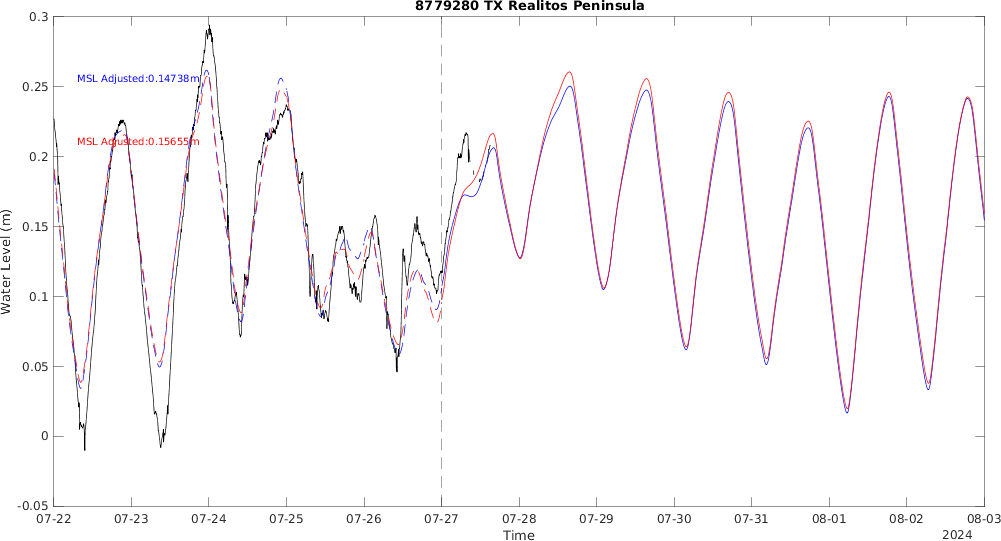 8779280 TX Realitos Peninsula
0.3
MSL Adjusted:0.14738m
0.25
MSL Adjusted:0.15655m
0.2
0.15
0.1
0.05
0
-0.05
Water Level (m)
07-22 07-23 07-24 07-25 07-26 07-27 07-28 07-29 07-30 07-31 08-01 08-02 08-03
Time
2024